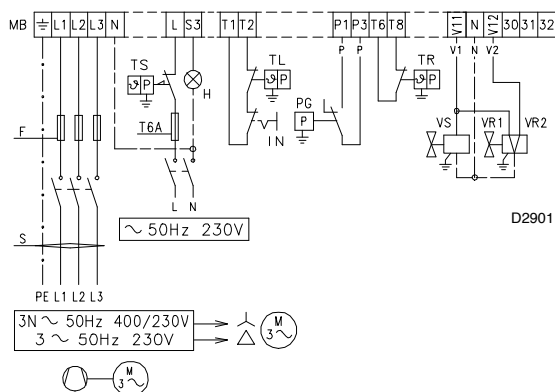 MB ⏚ L1 L2 L3 N L S3 T1 T2 P1 P3 T6 T8 V11 N V12 30 31 32
P P V1 N V2
TS TL TR
ϑ P ϑ P ϑ P
H
F T6A IN PG P VS VR1 VR2
L N
D2901
∼ 50Hz 230V
S
PE L1 L2 L3
3N ∼ 50Hz 400/230V
3 ∼ 50Hz 230V
M
3∼
M
3∼